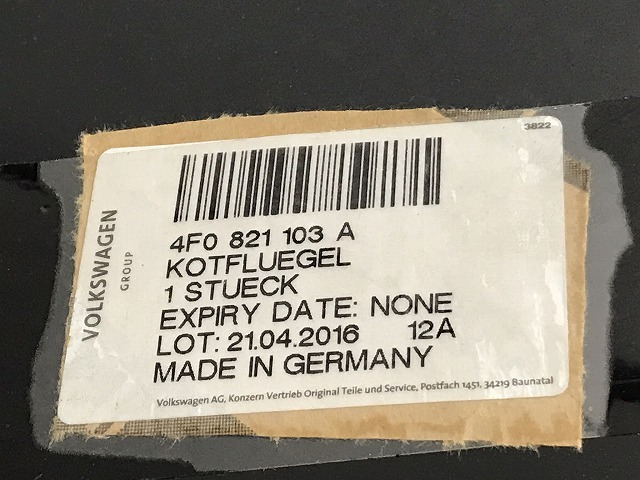 3822
4F0 821 103 A
KOTFLUEGEL
1 STUECK
EXPIRY DATE: NONE
LOT: 21.04.2016 12A
MADE IN GERMANY
VOLKSWAGEN
GROUP
Volkswagen AG, Konzern Vertrieb Original Teile und Service, Postfach 1451, 34219 Baunatal